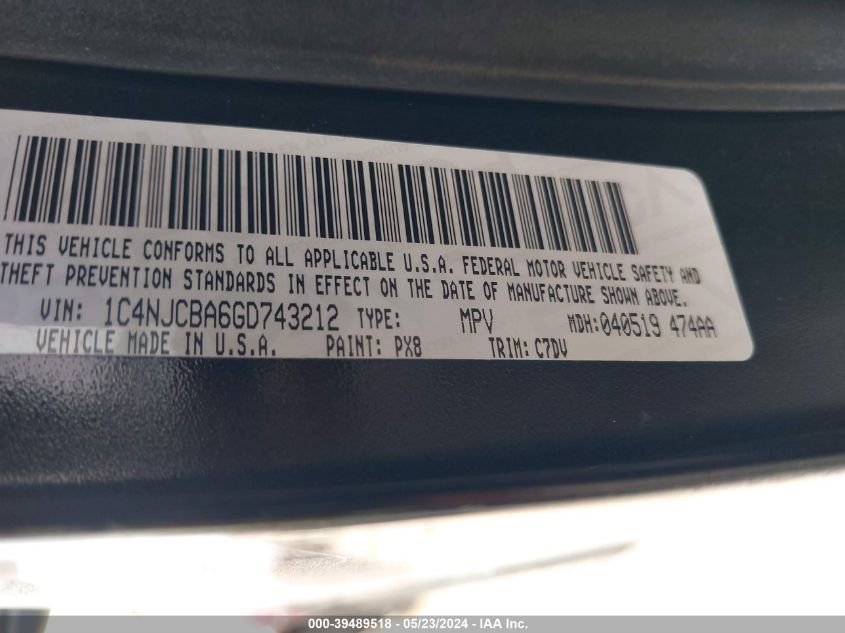 THIS VEHICLE CONFORMS TO ALL APPLICABLE U.S.A. FEDERAL MOTOR VEHICLE SAFETY AND
THEFT PREVENTION STANDARDS IN EFFECT ON THE DATE OF MANUFACTURE SHOWN ABOVE.
VIN: 1C4NJCBA6GD743212 TYPE: MPV MDH:040519 474AA
VEHICLE MADE IN U.S.A. PAINT: PX8 TRIM: C7DV
000-39489518 - 05/23/2024 - IAA Inc.